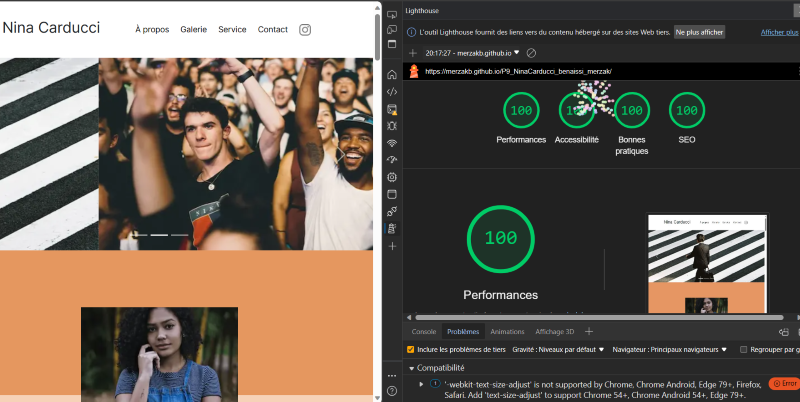 Nina Carducci
À propos Galerie Service Contact
Lighthouse
L'outil Lighthouse fournit des liens vers du contenu hébergé sur des sites Web tiers. Ne plus afficher Afficher plus
20:17:27 - merzakb.github.io
https://merzakb.github.io/P9_NinaCarducci_benaissi_merzak/
100 100 100 100
Performances Accessibilité Bonnes pratiques SEO
100
Performances
Nina Carducci
Console Problèmes Animations Affichage 3D
Inclure les problèmes de tiers Gravité : Niveaux par défaut Navigateur : Principaux navigateurs Regrouper par g
Compatibilité
1 '-webkit-text-size-adjust' is not supported by Chrome, Chrome Android, Edge 79+, Firefox, Error
Safari. Add 'text-size-adjust' to support Chrome 54+, Chrome Android 54+, Edge 79+.